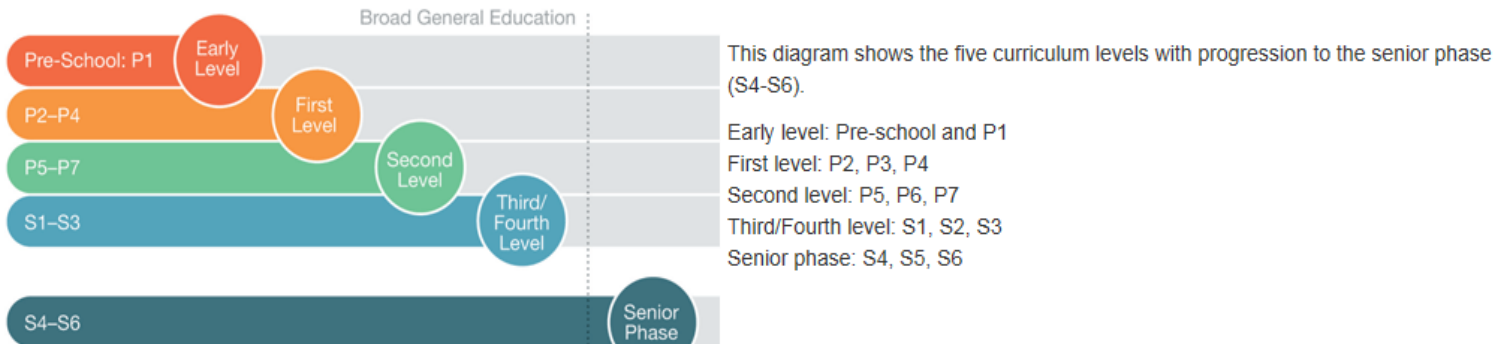 Broad General Education
Pre-School: P1
Early
Level
P2–P4
First
Level
P5–P7
Second
Level
S1–S3
Third/
Fourth
Level
S4–S6
Senior
Phase
This diagram shows the five curriculum levels with progression to the senior phase
(S4-S6).
Early level: Pre-school and P1
First level: P2, P3, P4
Second level: P5, P6, P7
Third/Fourth level: S1, S2, S3
Senior phase: S4, S5, S6